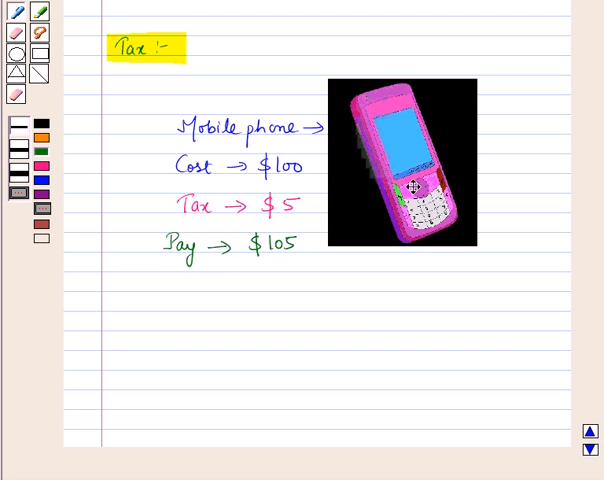 Tax :-
Mobile phone →
Cost → $100
Tax → $5
Pay → $105